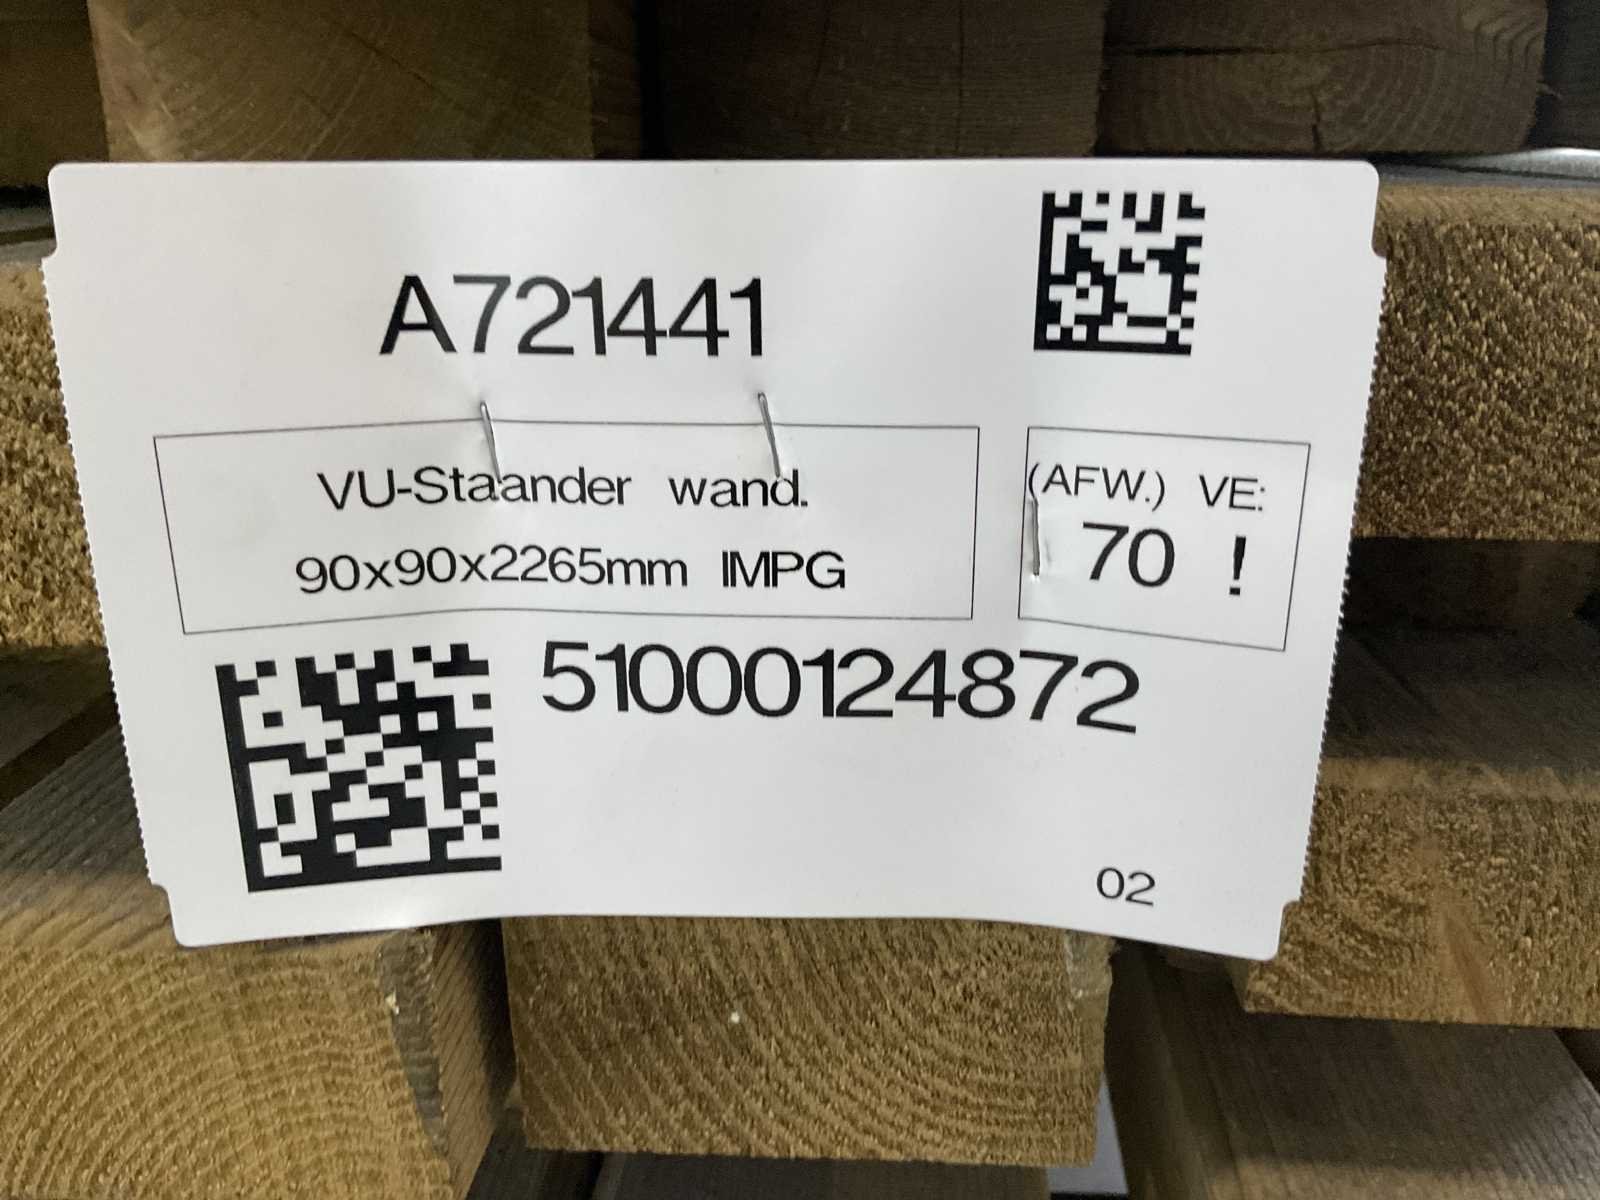 A721441
VU-Staander wand.
90x90x2265mm IMPG
(AFW.) VE:
70 !
51000124872
02